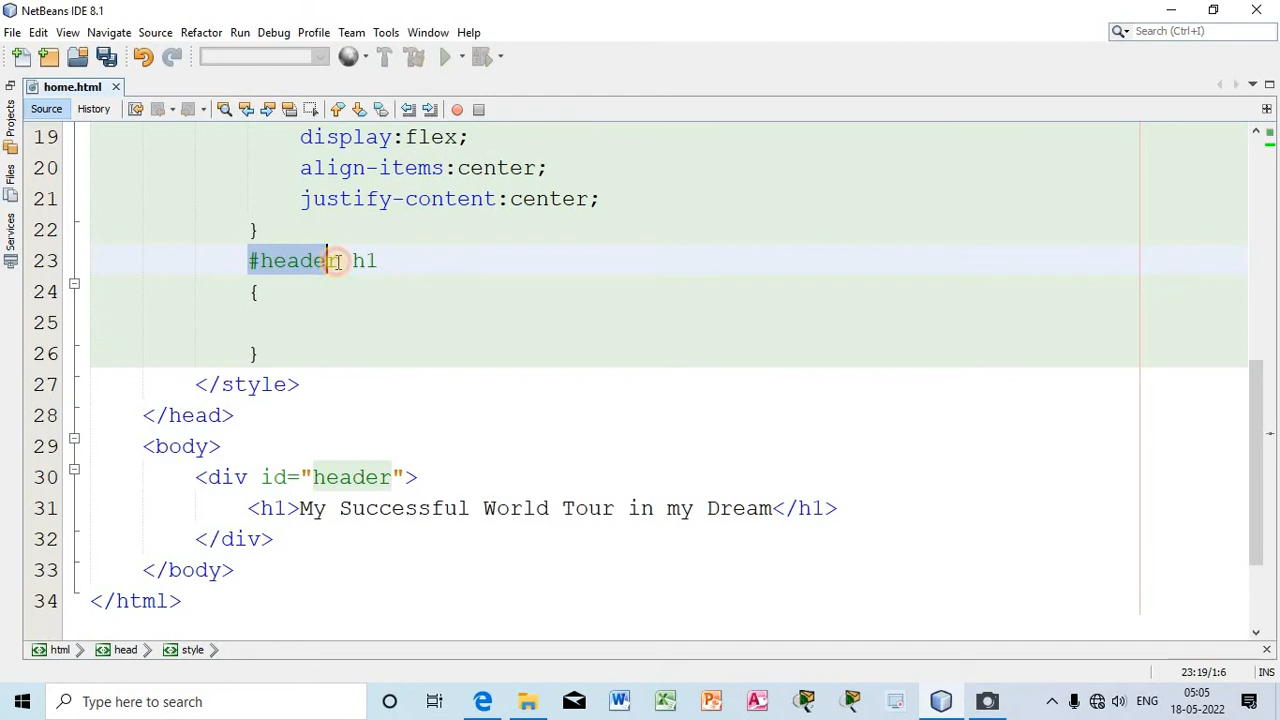 NetBeans IDE 8.1
File Edit View Navigate Source Refactor Run Debug Profile Team Tools Window Help
Search (Ctrl+I)
home.html
Source History
Projects
Files
Services
19 display:flex;
20 align-items:center;
21 justify-content:center;
22 }
23 #header h1
24 {
25
26 }
27 </style>
28 </head>
29 <body>
30 <div id="header">
31 <h1>My Successful World Tour in my Dream</h1>
32 </div>
33 </body>
34 </html>
html head style
23:19/1:6 INS
Type here to search
ENG
05:05
18-05-2022